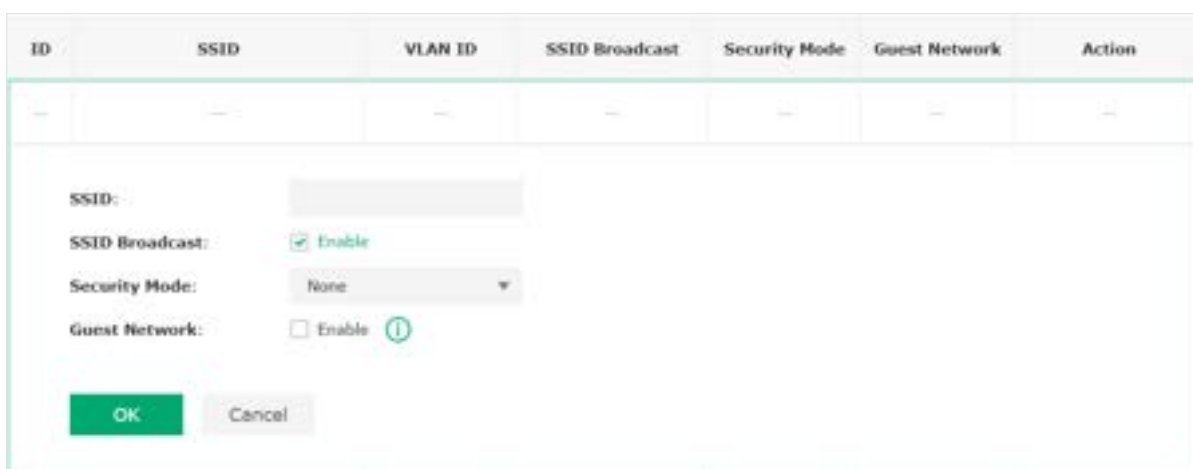 ID SSID VLAN ID SSID Broadcast Security Mode Guest Network Action
-- -- -- -- -- -- --
SSID:
SSID Broadcast: Enable
Security Mode: None
Guest Network: Enable
OK Cancel